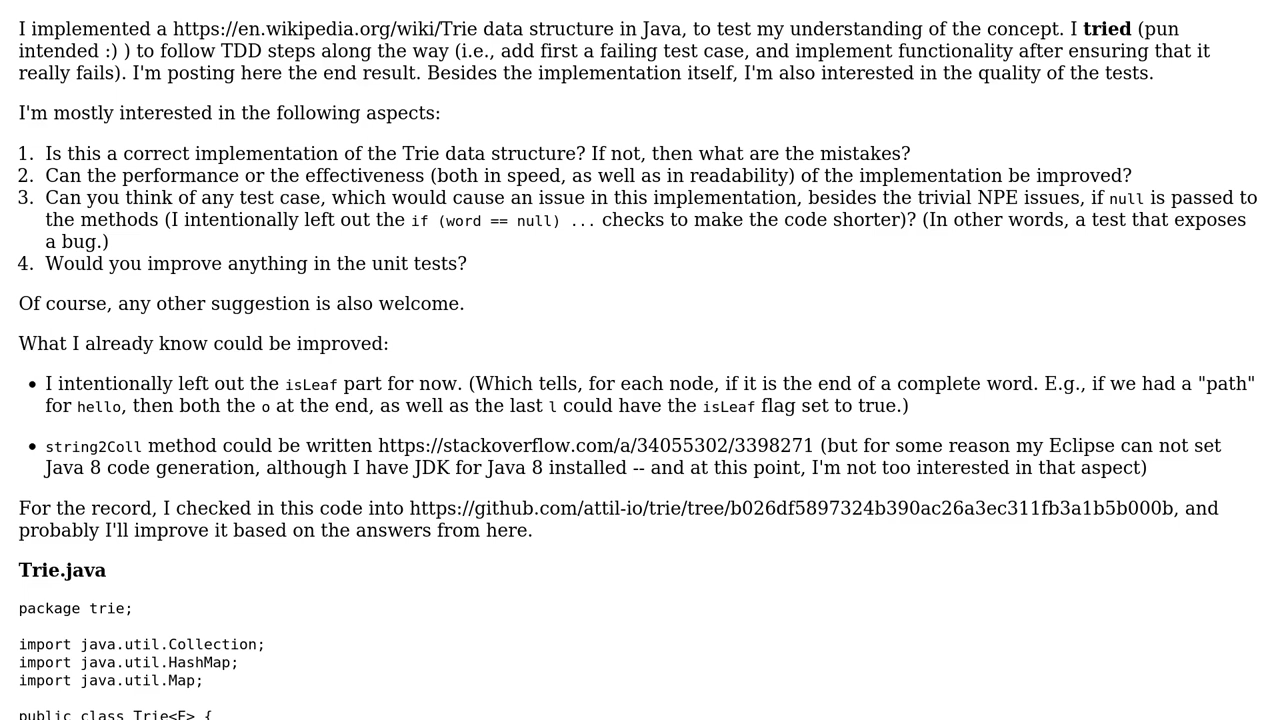 I implemented a https://en.wikipedia.org/wiki/Trie data structure in Java, to test my understanding of the concept. I tried (pun
intended :) ) to follow TDD steps along the way (i.e., add first a failing test case, and implement functionality after ensuring that it
really fails). I'm posting here the end result. Besides the implementation itself, I'm also interested in the quality of the tests.
I'm mostly interested in the following aspects:
1. Is this a correct implementation of the Trie data structure? If not, then what are the mistakes?
2. Can the performance or the effectiveness (both in speed, as well as in readability) of the implementation be improved?
3. Can you think of any test case, which would cause an issue in this implementation, besides the trivial NPE issues, if null is passed to
the methods (I intentionally left out the if (word == null) ... checks to make the code shorter)? (In other words, a test that exposes
a bug.)
4. Would you improve anything in the unit tests?
Of course, any other suggestion is also welcome.
What I already know could be improved:
• I intentionally left out the isLeaf part for now. (Which tells, for each node, if it is the end of a complete word. E.g., if we had a "path"
for hello, then both the o at the end, as well as the last l could have the isLeaf flag set to true.)
• string2Coll method could be written https://stackoverflow.com/a/34055302/3398271 (but for some reason my Eclipse can not set
Java 8 code generation, although I have JDK for Java 8 installed -- and at this point, I'm not too interested in that aspect)
For the record, I checked in this code into https://github.com/attil-io/trie/tree/b026df5897324b390ac26a3ec311fb3a1b5b000b, and
probably I'll improve it based on the answers from here.
Trie.java
package trie;
import java.util.Collection;
import java.util.HashMap;
import java.util.Map;
public class Trie<E> {